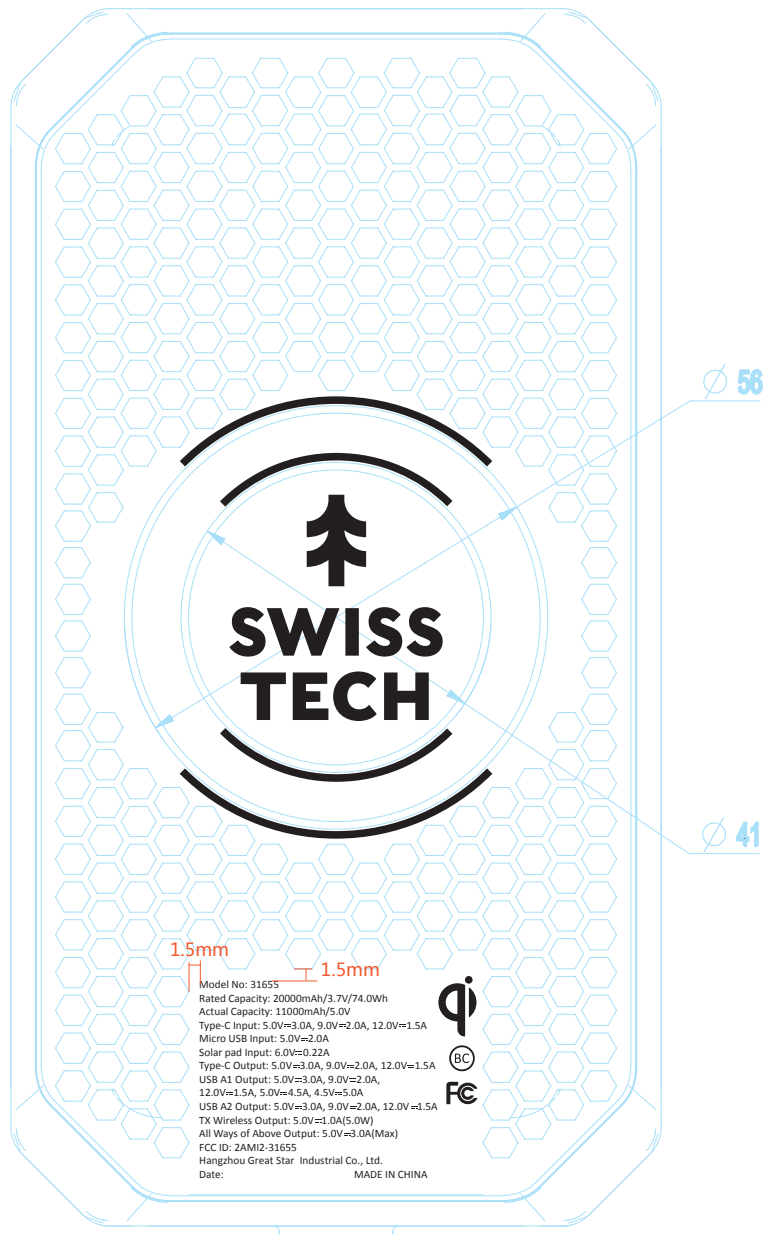 ⌀ 56
SWISS
TECH
⌀ 41
1.5mm
1.5mm
Model No: 31655
Rated Capacity: 20000mAh/3.7V/74.0Wh
Actual Capacity: 11000mAh/5.0V
Type-C Input: 5.0V⎓3.0A, 9.0V⎓2.0A, 12.0V⎓1.5A
Micro USB Input: 5.0V⎓2.0A
Solar pad Input: 6.0V⎓0.22A
Type-C Output: 5.0V⎓3.0A, 9.0V⎓2.0A, 12.0V⎓1.5A
USB A1 Output: 5.0V⎓3.0A, 9.0V⎓2.0A,
12.0V⎓1.5A, 5.0V⎓4.5A, 4.5V⎓5.0A
USB A2 Output: 5.0V⎓3.0A, 9.0V⎓2.0A, 12.0V⎓1.5A
TX Wireless Output: 5.0V⎓1.0A(5.0W)
All Ways of Above Output: 5.0V⎓3.0A(Max)
FCC ID: 2AMI2-31655
Hangzhou Great Star Industrial Co., Ltd.
Date: MADE IN CHINA
qi
BC
FC